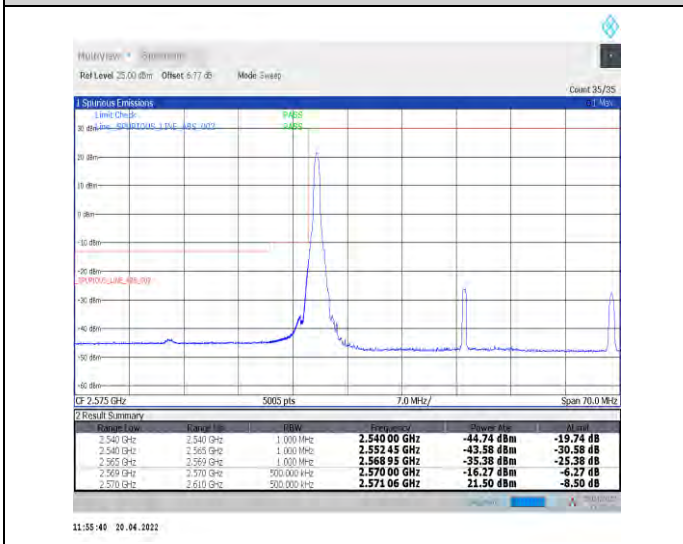 MultiView
Ref Level 25.00 dBm Offset 6.77 dB Mode Sweep
Count 35/35
1 Spurious Emissions
Limit Check PASS
30 dBm Line _SPURIOUS_LINE_ABS_002 PASS
20 dBm
10 dBm
0 dBm
-10 dBm
-20 dBm
_SPURIOUS_LINE_ABS_002
-30 dBm
-40 dBm
-50 dBm
-60 dBm
CF 2.575 GHz 5005 pts 7.0 MHz/ Span 70.0 MHz
2 Result Summary
Range Low Range Up RBW Frequency Power Abs ΔLimit
2.540 GHz 2.540 GHz 1.000 MHz 2.540 00 GHz -44.74 dBm -19.74 dB
2.540 GHz 2.565 GHz 1.000 MHz 2.552 45 GHz -43.58 dBm -30.58 dB
2.565 GHz 2.569 GHz 1.000 MHz 2.568 95 GHz -35.38 dBm -25.38 dB
2.569 GHz 2.570 GHz 500.000 kHz 2.570 00 GHz -16.27 dBm -6.27 dB
2.570 GHz 2.610 GHz 500.000 kHz 2.571 06 GHz 21.50 dBm -8.50 dB
11:55:40 20.04.2022